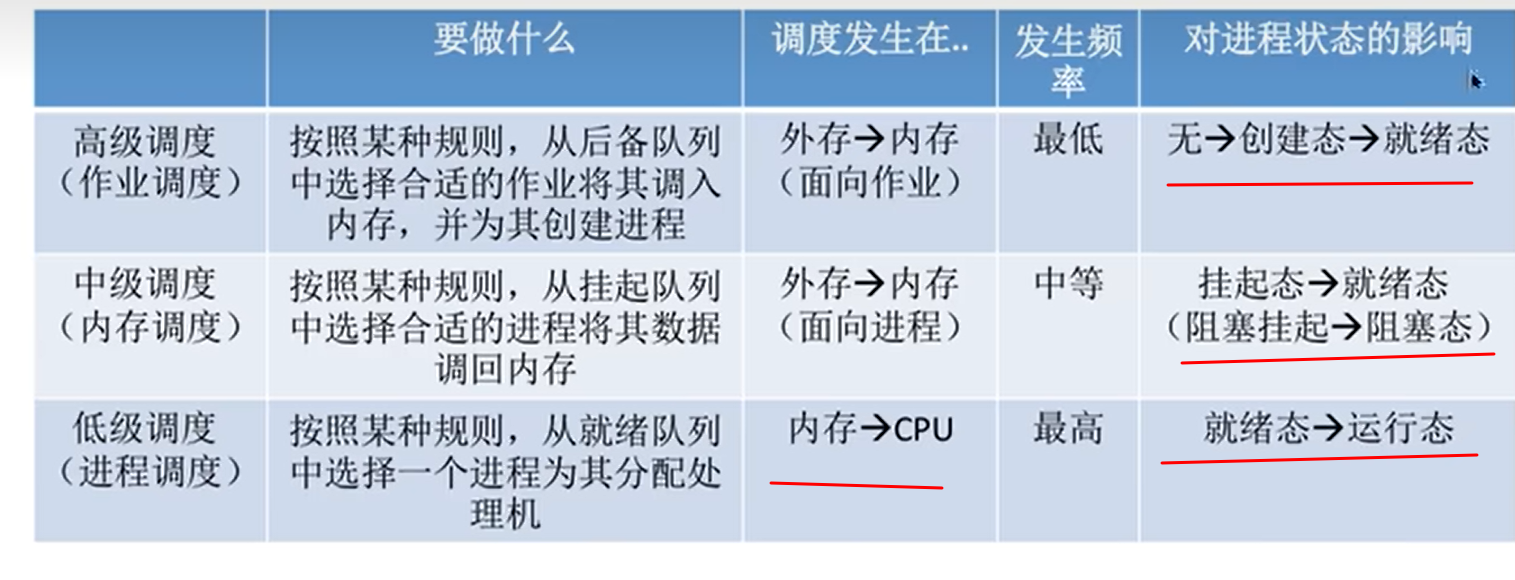 要做什么
调度发生在..
发生频
率
对进程状态的影响
高级调度
（作业调度）
按照某种规则，从后备队列
中选择合适的作业将其调入
内存，并为其创建进程
外存→内存
（面向作业）
最低
无→创建态→就绪态
中级调度
（内存调度）
按照某种规则，从挂起队列
中选择合适的进程将其数据
调回内存
外存→内存
（面向进程）
中等
挂起态→就绪态
（阻塞挂起→阻塞态）
低级调度
（进程调度）
按照某种规则，从就绪队列
中选择一个进程为其分配处
理机
内存→CPU
最高
就绪态→运行态